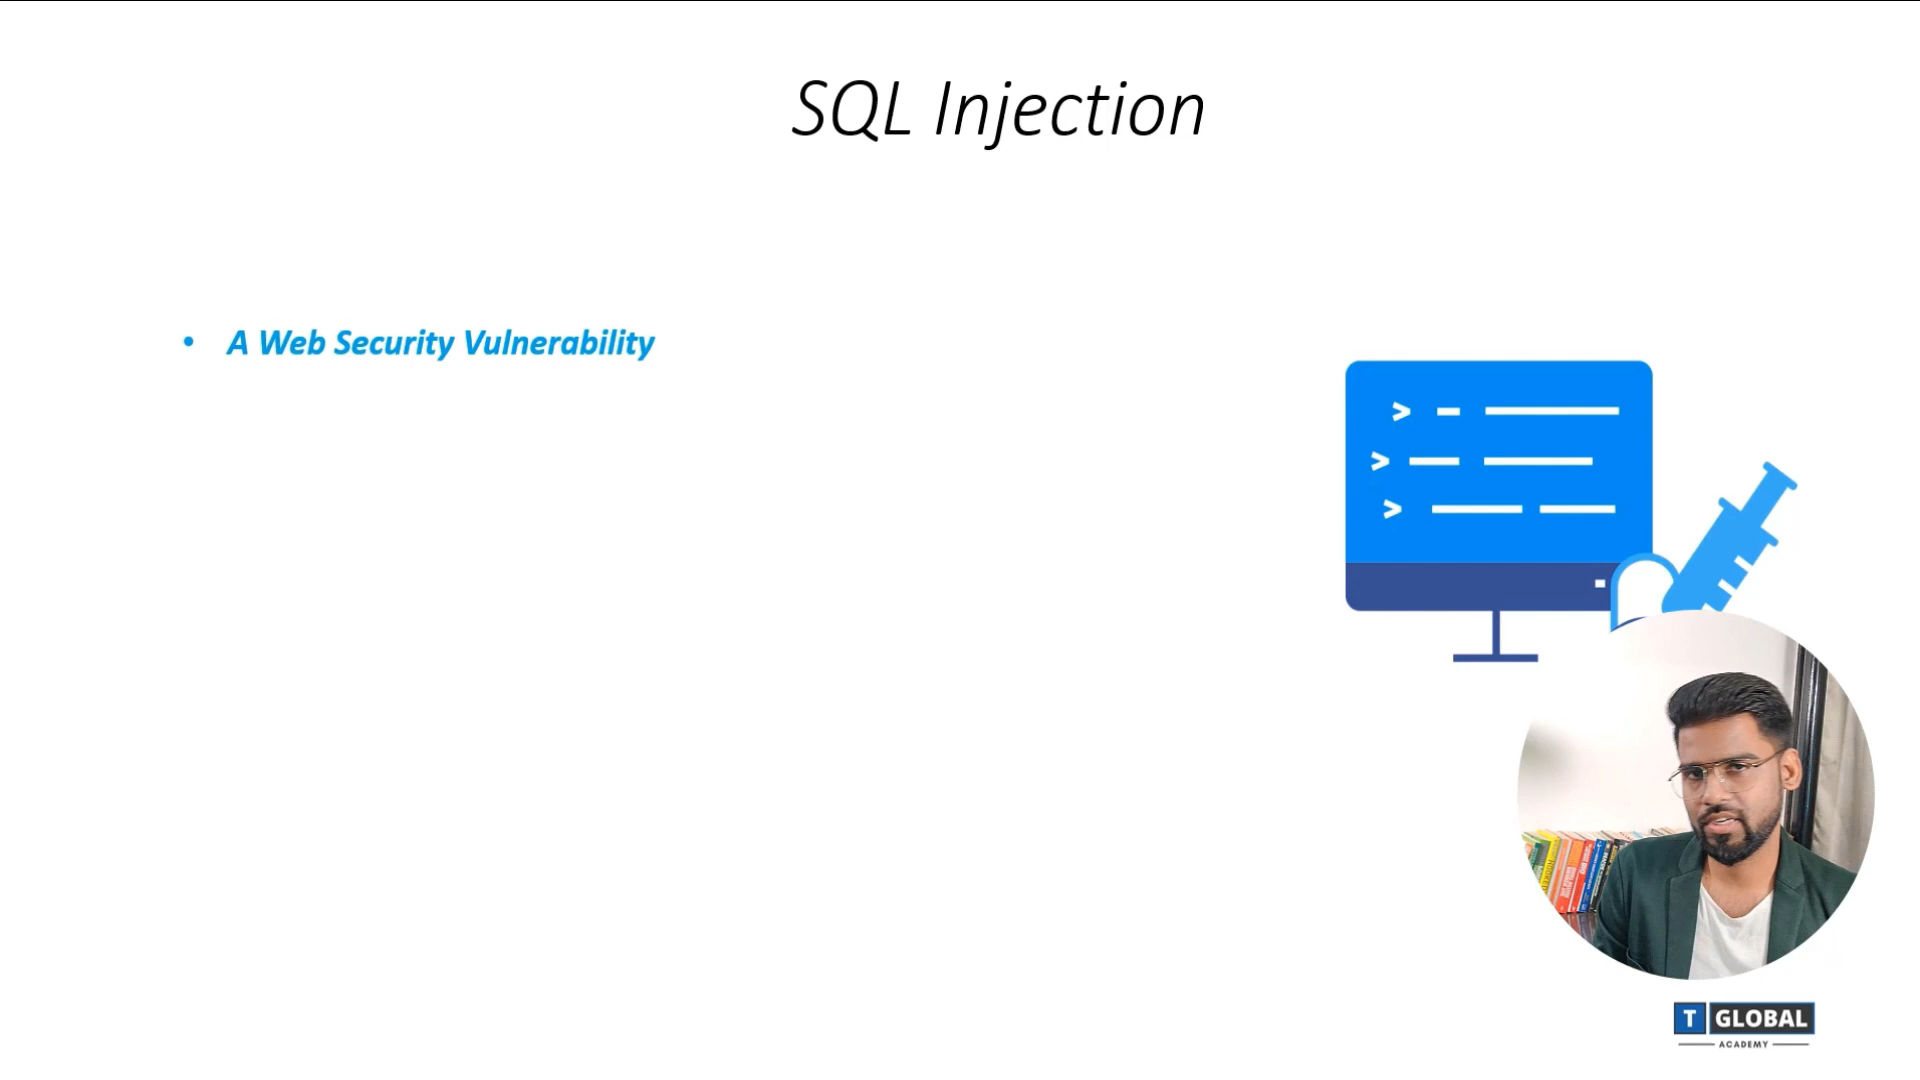 SQL Injection
• A Web Security Vulnerability
T GLOBAL
ACADEMY